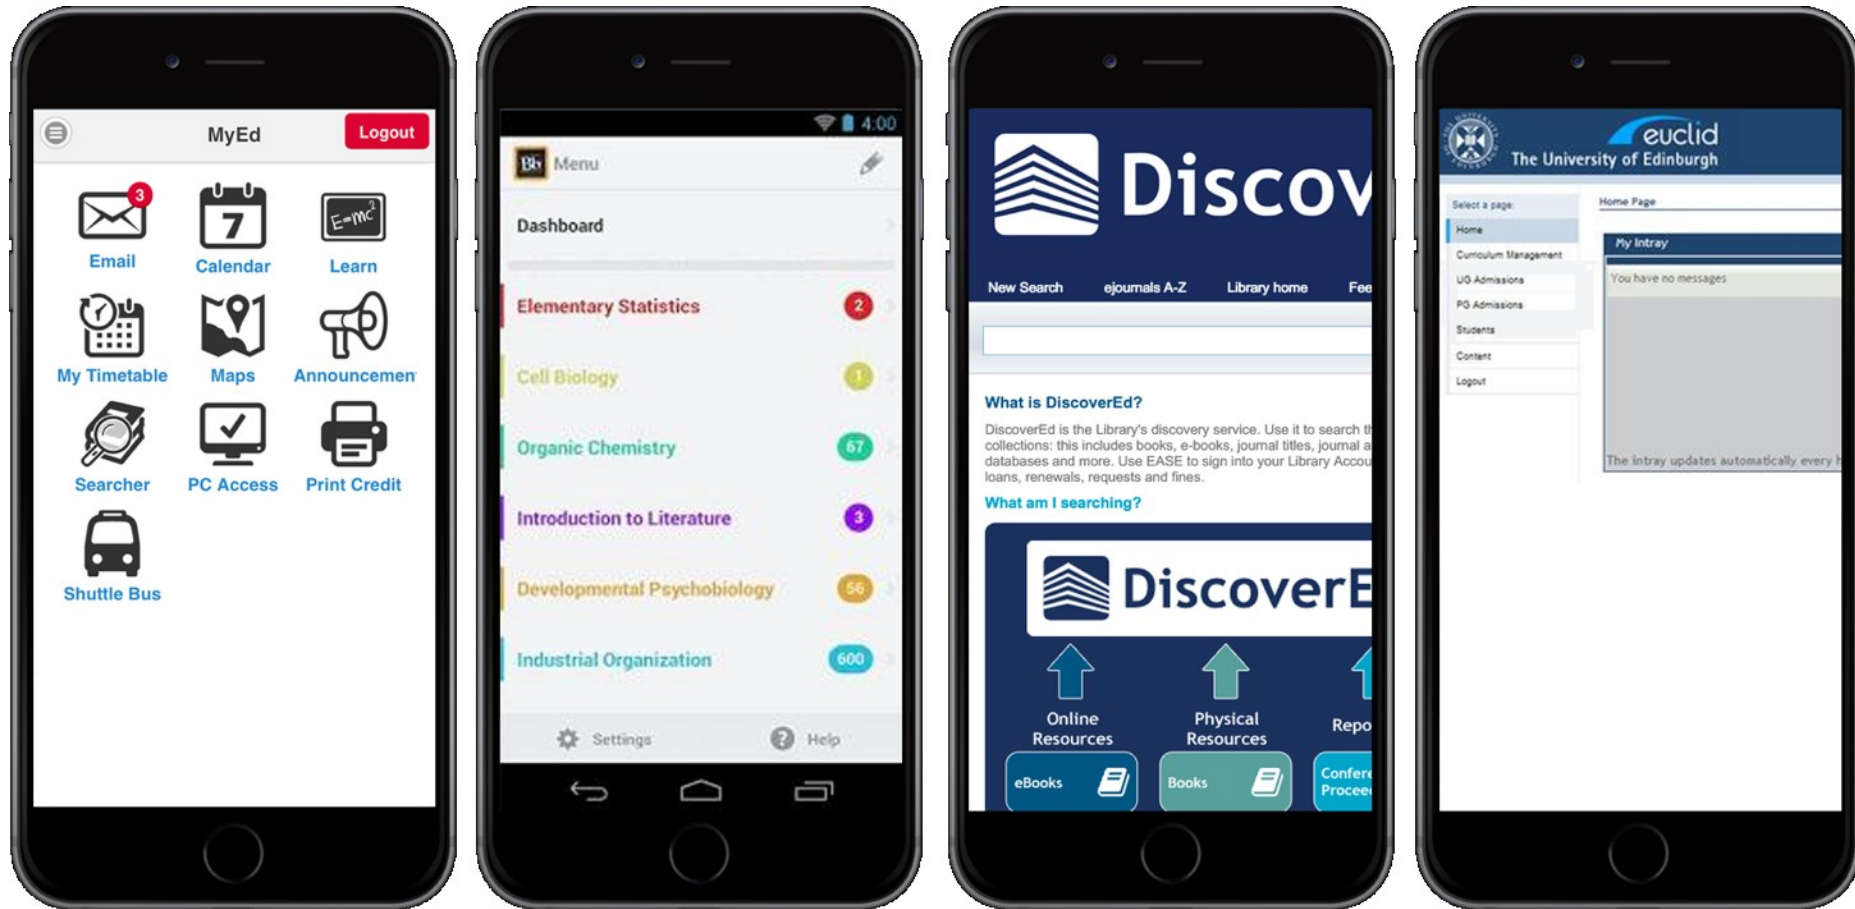 MyEd
Logout
3
7
E=mc2
Email
Calendar
Learn
My Timetable
Maps
Announcemen
Searcher
PC Access
Print Credit
Shuttle Bus
4:00
Bb
Menu
Dashboard
Elementary Statistics
2
Cell Biology
1
Organic Chemistry
67
Introduction to Literature
3
Developmental Psychobiology
56
Industrial Organization
600
Settings
Help
Discov
New Search
ejournals A-Z
Library home
Fee
What is DiscoverEd?
DiscoverEd is the Library's discovery service. Use it to search th
collections: this includes books, e-books, journal titles, journal a
databases and more. Use EASE to sign into your Library Accou
loans, renewals, requests and fines.
What am I searching?
DiscoverE
Online
Resources
Physical
Resources
Repo
eBooks
Books
Confere
Proceed
euclid
The University of Edinburgh
Select a page:
Home
Curriculum Management
UG Admissions
PG Admissions
Students
Content
Logout
Home Page
My Intray
You have no messages
The intray updates automatically every h